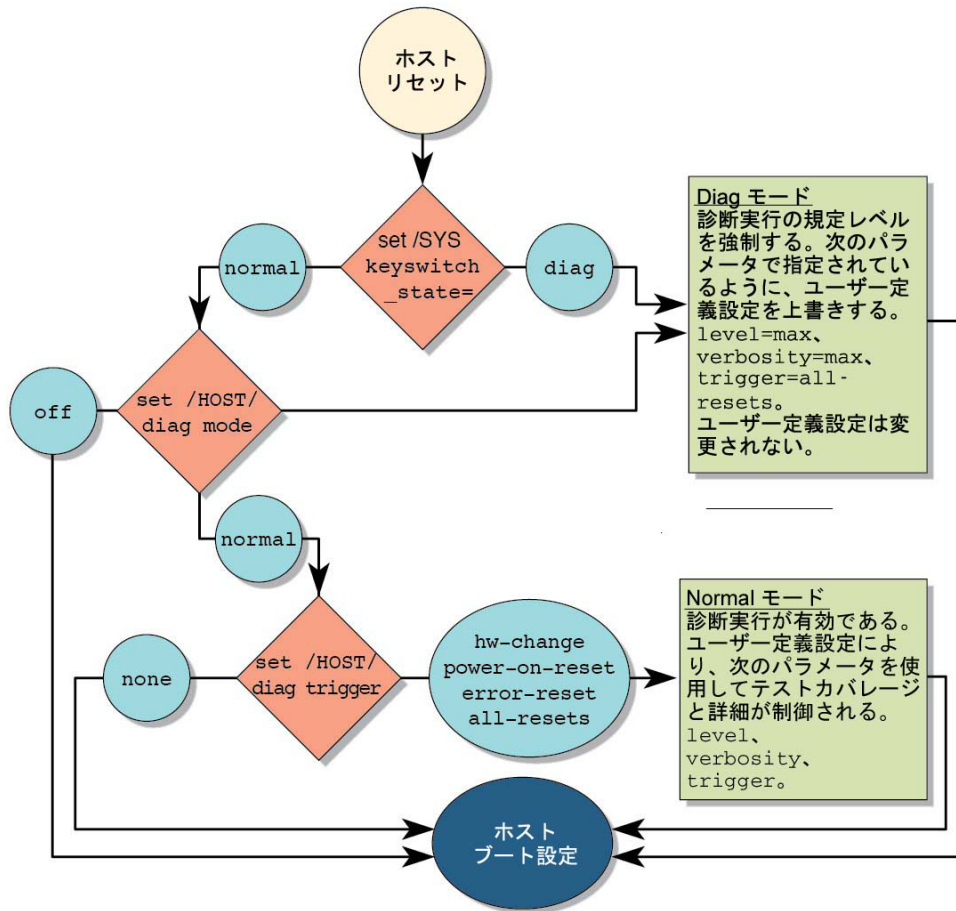 ホスト
リセット
set /SYS
keyswitch
_state=
normal
diag
Diag モード
診断実行の規定レベル
を強制する。次のパラ
メータで指定されてい
るように、ユーザー定
義設定を上書きする。
level=max、
verbosity=max、
trigger=all-
resets。
ユーザー定義設定は変
更されない。
off
set /HOST/
diag mode
normal
none
set /HOST/
diag trigger
hw-change
power-on-reset
error-reset
all-resets
Normal モード
診断実行が有効である。
ユーザー定義設定によ
り、次のパラメータを使
用してテストカバレージ
と詳細が制御される。
level、
verbosity、
trigger。
ホスト
ブート設定